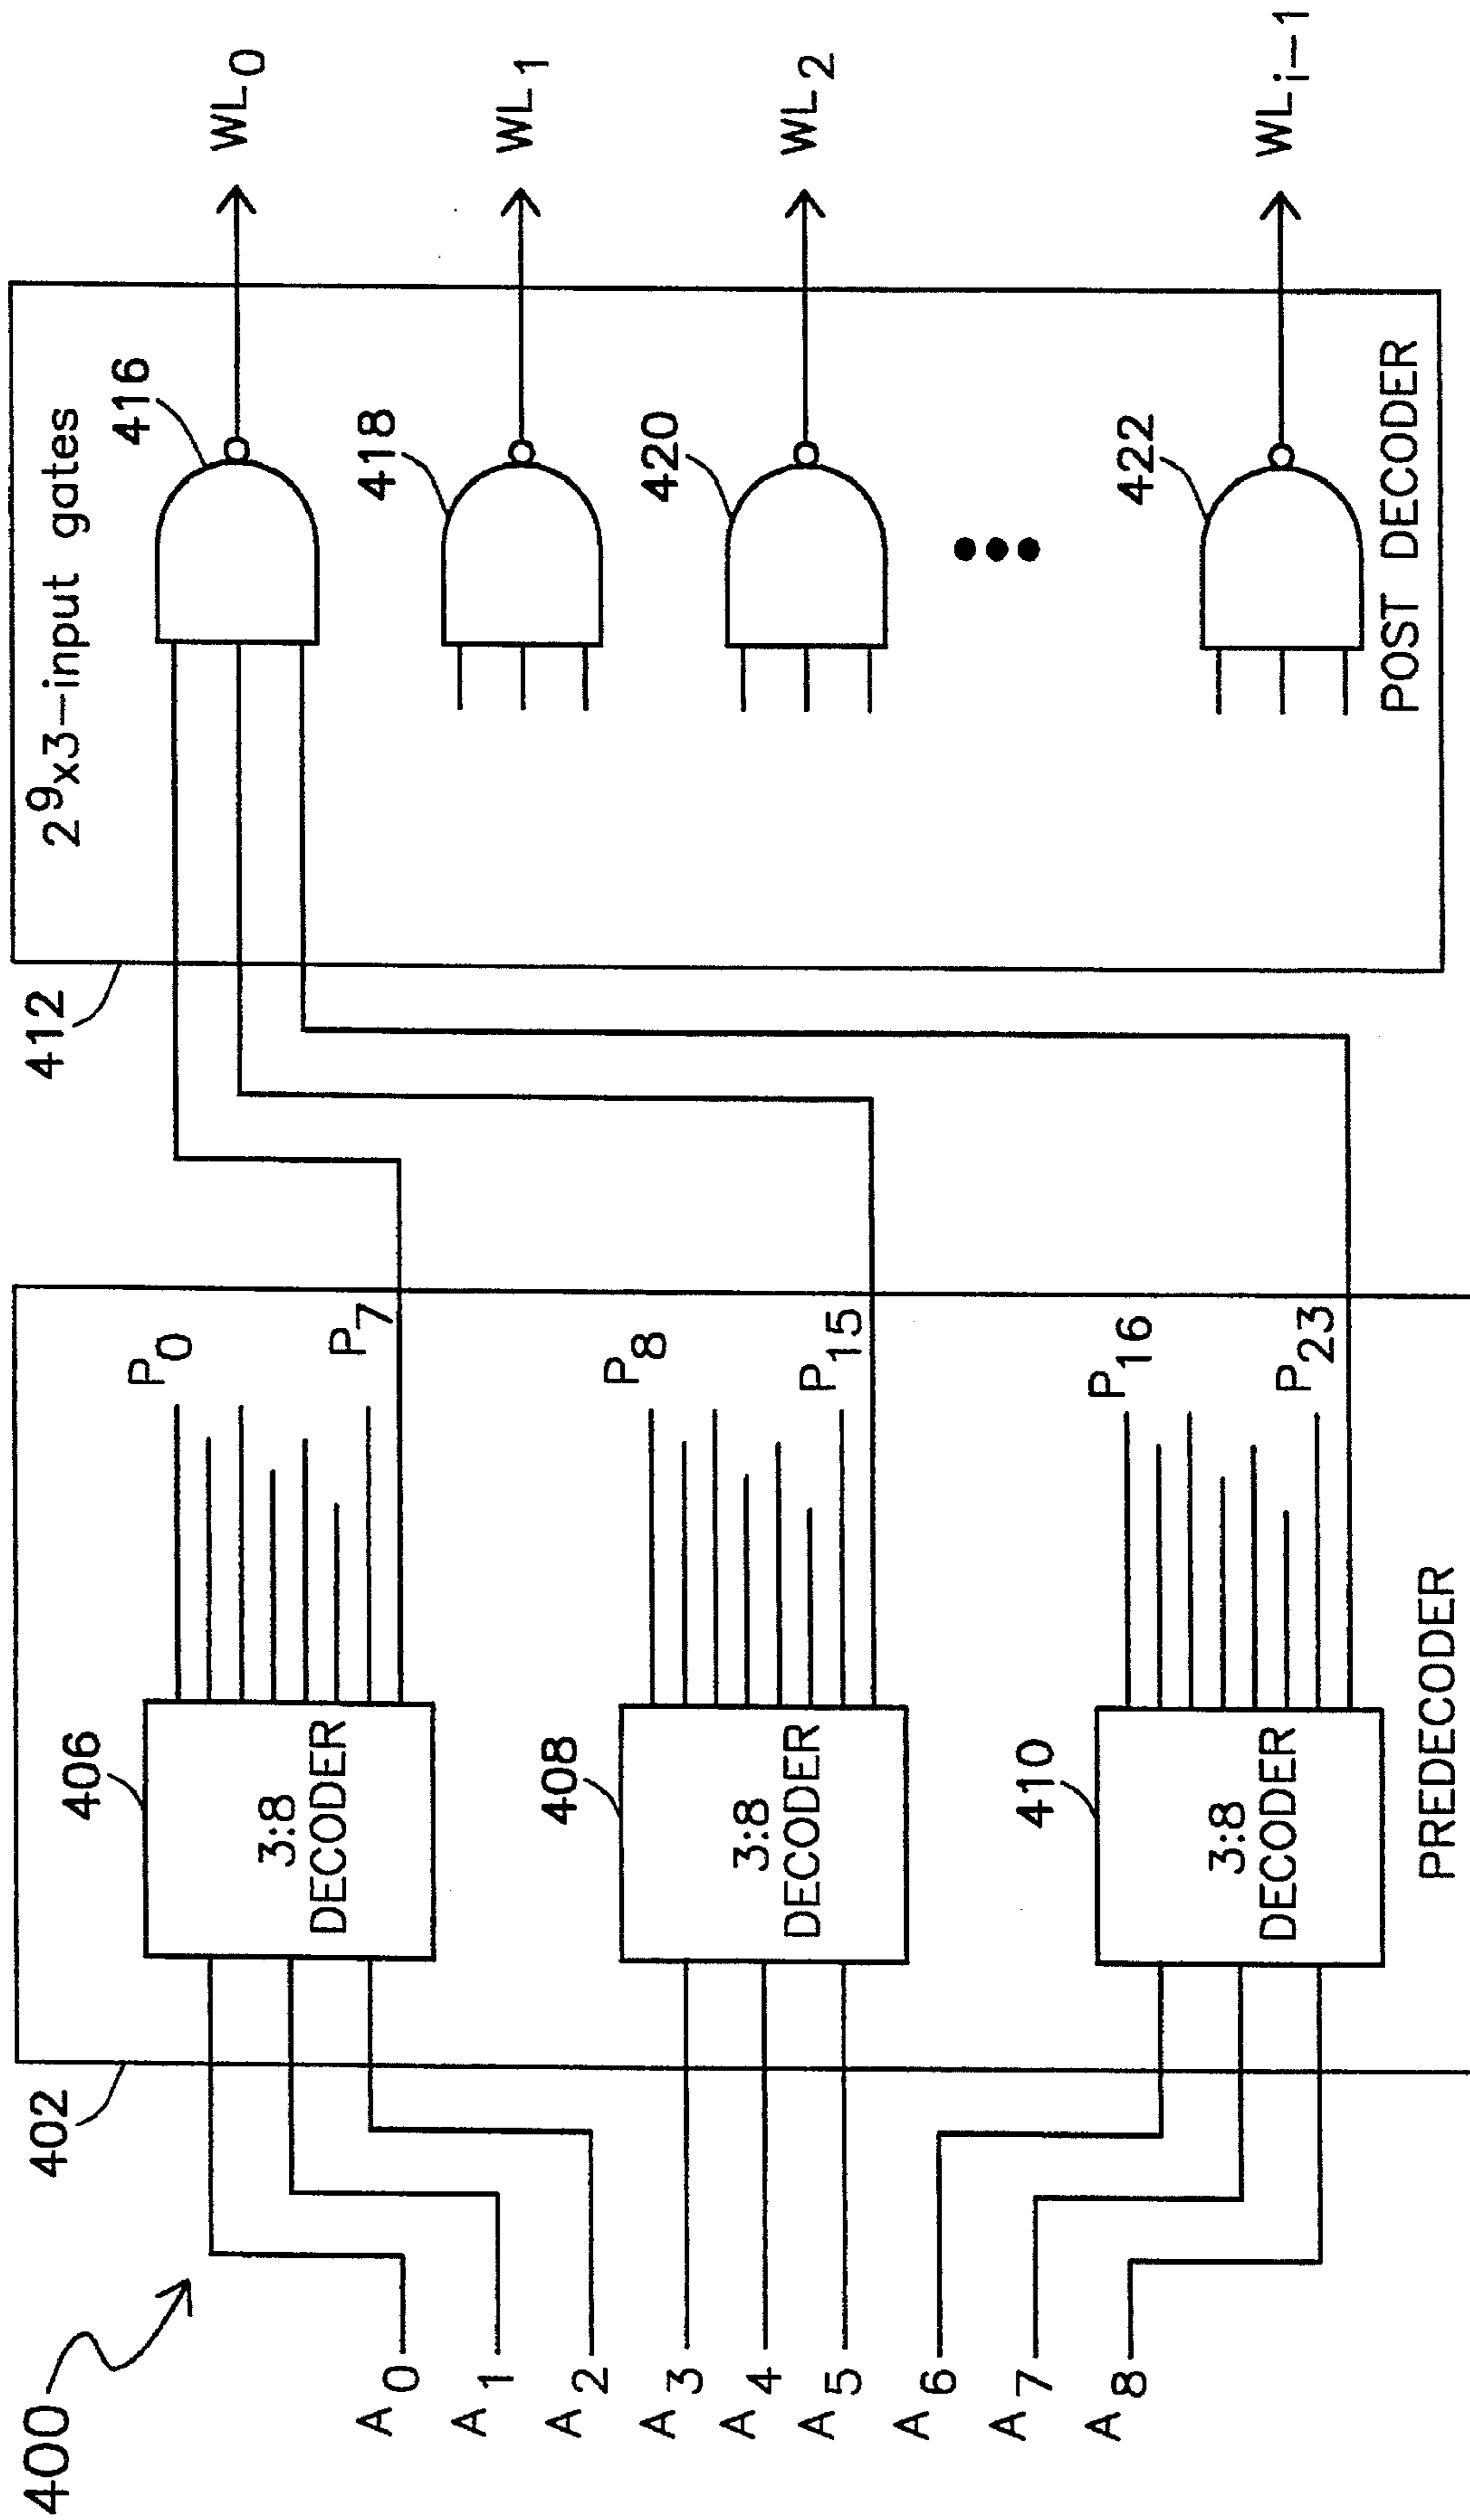 400
402
412
A0
A1
A2
A3
A4
A5
A6
A7
A8
406
3:8
DECODER
P0
P7
408
3:8
DECODER
P8
P15
410
3:8
DECODER
P16
P23
PREDECODER
2^9x3-input gates
416
418
420
422
POST DECODER
WL0
WL1
WL2
WLi-1